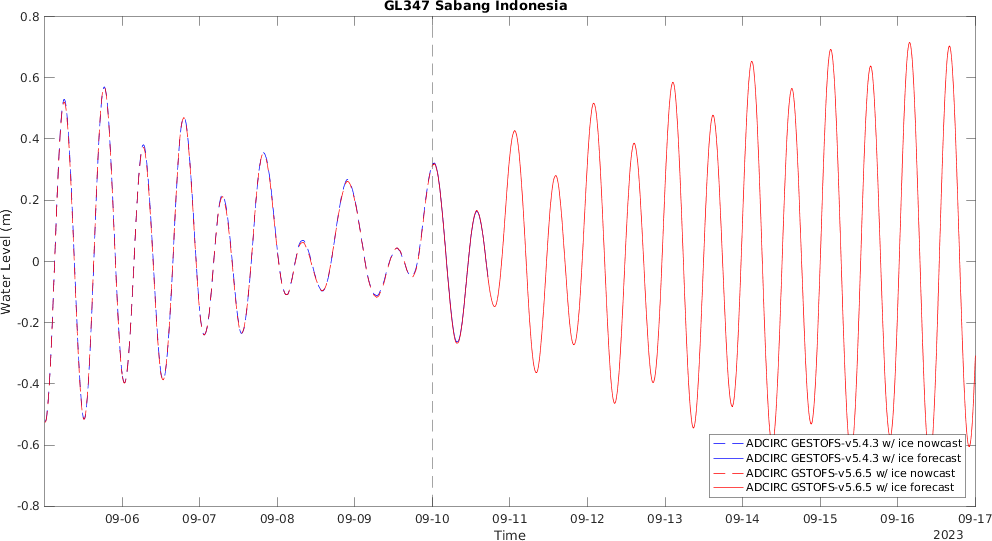 GL347 Sabang Indonesia
0.8
0.6
0.4
0.2
0
-0.2
-0.4
-0.6
-0.8
Water Level (m)
ADCIRC GESTOFS-v5.4.3 w/ ice nowcast
ADCIRC GESTOFS-v5.4.3 w/ ice forecast
ADCIRC GSTOFS-v5.6.5 w/ ice nowcast
ADCIRC GSTOFS-v5.6.5 w/ ice forecast
09-06 09-07 09-08 09-09 09-10 09-11 09-12 09-13 09-14 09-15 09-16 09-17
Time
2023